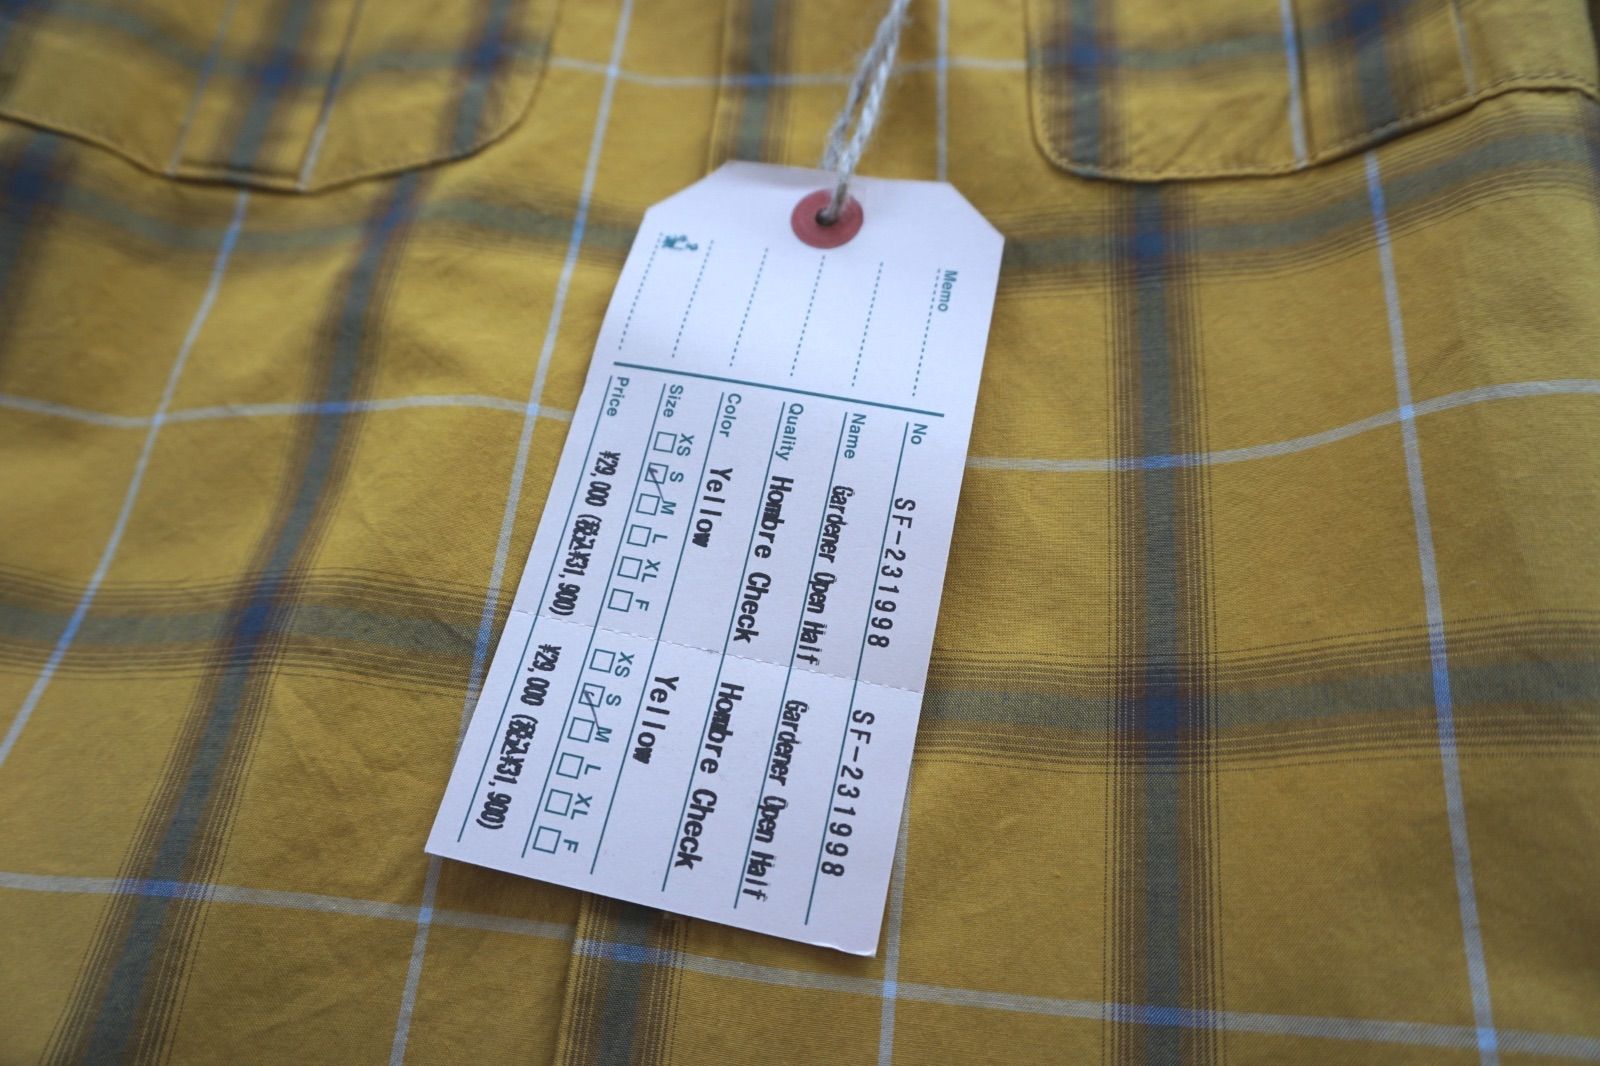 Memo
No SF-231998
Name Gardener Open Half
Quality Hombre Check
Color Yellow
Size XS S M L XL F
Price ¥29,000 (税込¥31,900)
SF-231998
Gardener Open Half
Hombre Check
Yellow
XS S M L XL F
¥29,000 (税込¥31,900)